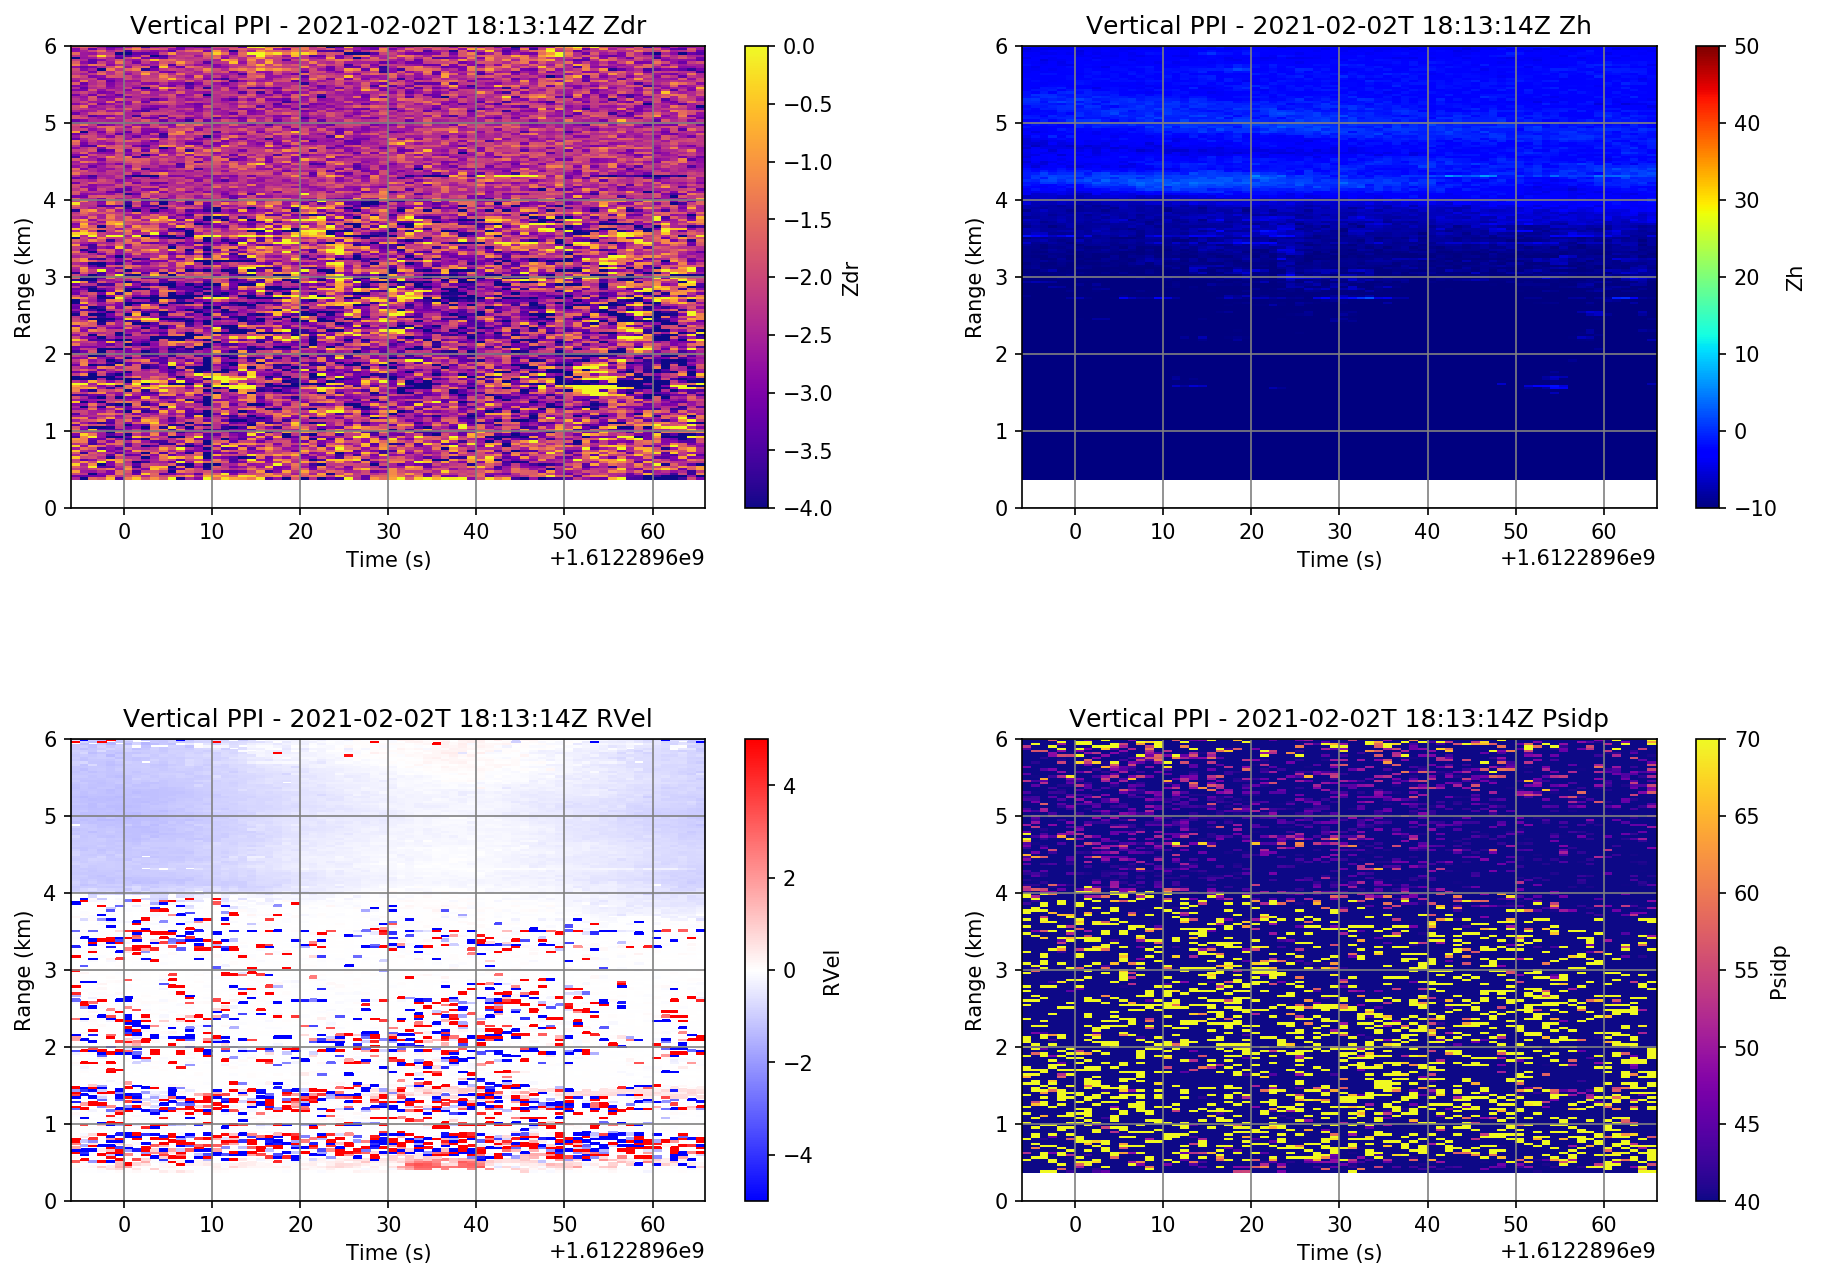 Vertical PPI - 2021-02-02T 18:13:14Z Zdr
6
5
4
3
2
1
0
Range (km)
0 10 20 30 40 50 60
Time (s)
+1.6122896e9
0.0
−0.5
−1.0
−1.5
−2.0
−2.5
−3.0
−3.5
−4.0
Zdr
Vertical PPI - 2021-02-02T 18:13:14Z Zh
6
5
4
3
2
1
0
Range (km)
0 10 20 30 40 50 60
Time (s)
+1.6122896e9
50
40
30
20
10
0
−10
Zh
Vertical PPI - 2021-02-02T 18:13:14Z RVel
6
5
4
3
2
1
0
Range (km)
0 10 20 30 40 50 60
Time (s)
+1.6122896e9
4
2
0
−2
−4
RVel
Vertical PPI - 2021-02-02T 18:13:14Z Psidp
6
5
4
3
2
1
0
Range (km)
0 10 20 30 40 50 60
Time (s)
+1.6122896e9
70
65
60
55
50
45
40
Psidp